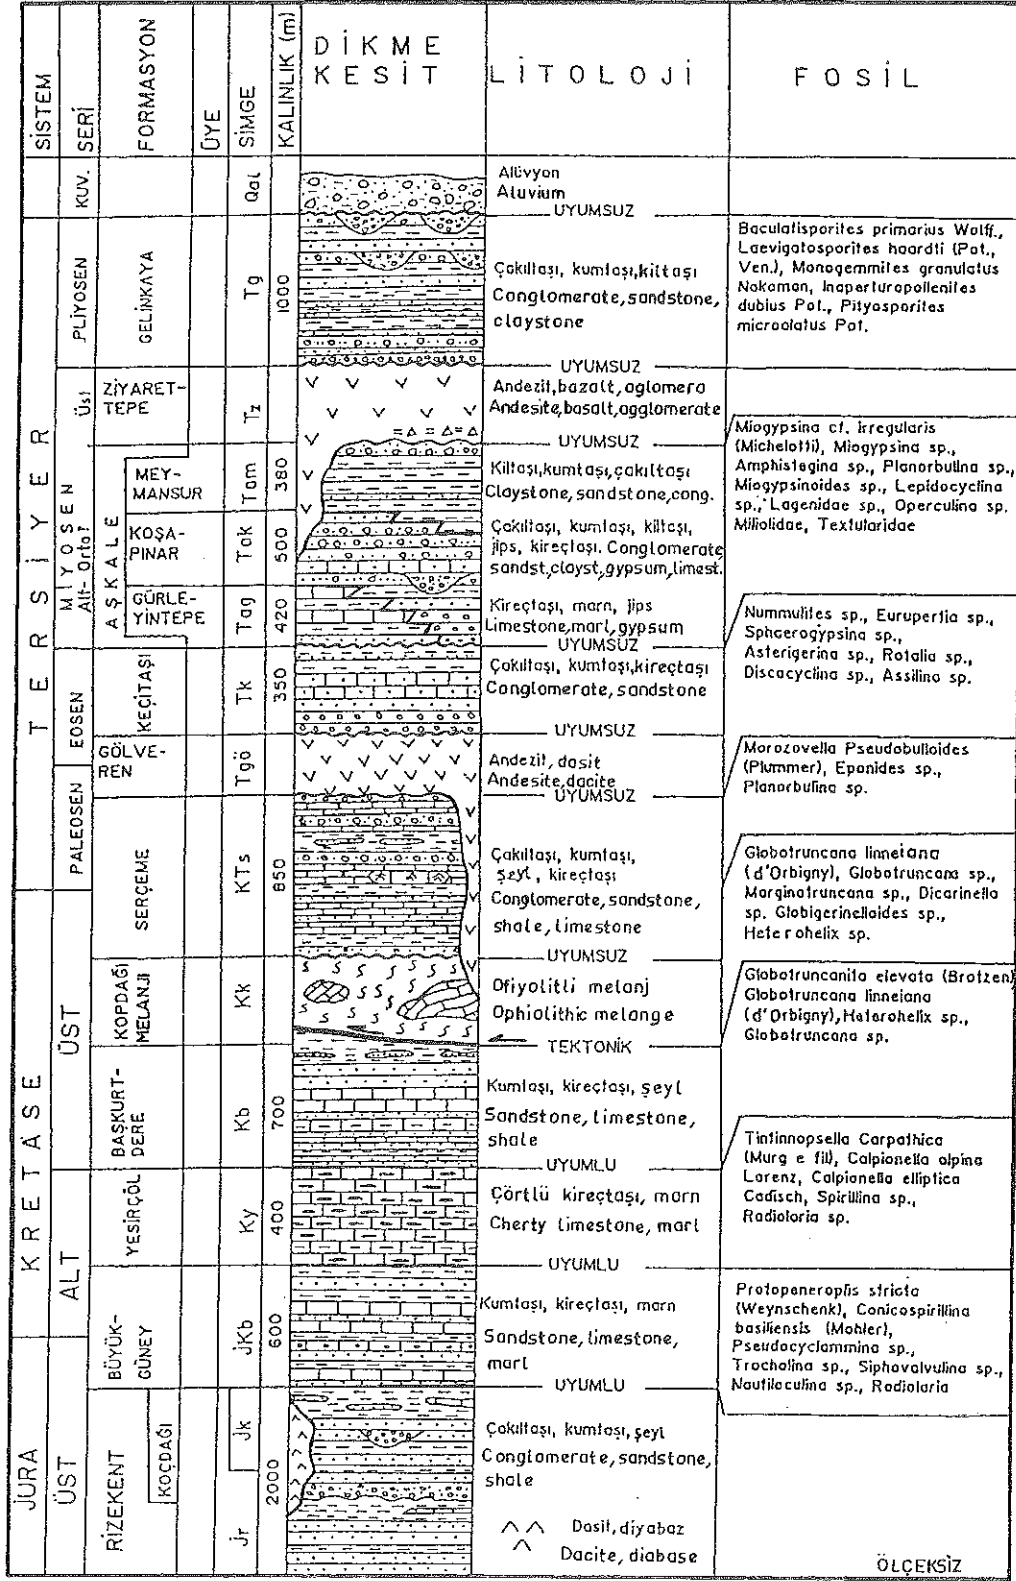 SİSTEM
SERİ
FORMASYON
ÜYE
SİMGE
KALINLIK (m)
DİKME
KESİT
LİTOLOJİ
FOSİL
KUV.
Qal
Alüvyon
Aluvium
UYUMSUZ
TERSİYER
PLİYOSEN
GELİNKAYA
Tg
1000
Çakıltaşı, kumtaşı, kiltaşı
Conglomerate, sandstone,
claystone
Baculatisporites primarius Wolff.,
Laevigatosporites haardti (Pot.,
Ven.), Monogemmites granulatus
Nakoman, Inaperturopollenites
dubius Pot., Pityosporites
microalatus Pot.
UYUMSUZ
MİYOSEN
Üst
ZİYARET-
TEPE
Tz
Andezit, bazalt, aglomera
Andesite, basalt, agglomerate
UYUMSUZ
Alt- Orta?
AŞKALE
MEY-
MANSUR
Tam
380
Kiltaşı, kumtaşı, çakıltaşı
Claystone, sandstone, cong.
Miogypsina cf. irregularis
(Michelotti), Miogypsina sp.,
Amphistegina sp., Planorbulina sp.,
Miogypsinoides sp., Lepidocyclina
sp., Lagenidae sp., Operculina sp.
Miliolidae, Textularidae
KOŞA-
PINAR
Tak
500
Çakıltaşı, kumtaşı, kiltaşı,
jips, kireçtaşı. Conglomerate
sandst, clayst, gypsum, limest.
GÜRLE-
YİNTEPE
Tag
420
Kireçtaşı, marn, jips
Limestone, marl, gypsum
UYUMSUZ
EOSEN
KEÇİTAŞI
Tk
350
Çakıltaşı, kumtaşı, kireçtaşı
Conglomerate, sandstone
Nummulites sp., Eurupertia sp.,
Sphaerogypsina sp.,
Asterigerina sp., Rotalia sp.,
Discocyclina sp., Assilina sp.
UYUMSUZ
GÖLVE-
REN
Tgö
Andezit, dasit
Andesite, dacite
Morozovella Pseudobulloides
(Plummer), Eponides sp.,
Planorbulina sp.
UYUMSUZ
PALEOSEN
SERÇEME
KTs
850
Çakıltaşı, kumtaşı,
şeyl, kireçtaşı
Conglomerate, sandstone,
shale, limestone
Globotruncana linneiana
(d'Orbigny), Globotruncana sp.,
Marginotruncana sp., Dicarinella
sp. Globigerinelloides sp.,
Heterohelix sp.
UYUMSUZ
KRETASE
ÜST
KOPDAĞI
MELANJI
Kk
Ofiyolitli melanj
Ophiolithic melange
Globotruncanita elevata (Brotzen)
Globotruncana linneiana
(d'Orbigny), Heterohelix sp.,
Globotruncana sp.
TEKTONİK
BAŞKURT-
DERE
Kb
700
Kumtaşı, kireçtaşı, şeyl
Sandstone, limestone,
shale
UYUMLU
ALT
YESİRÇÖL
Ky
400
Çörtlü kireçtaşı, marn
Cherty limestone, marl
Tintinnopsella Carpathica
(Murg e fil), Calpionella alpina
Lorenz, Calpionella elliptica
Cadisch, Spirillina sp.,
Radiolaria sp.
UYUMLU
BÜYÜK-
GÜNEY
JKb
600
Kumtaşı, kireçtaşı, marn
Sandstone, limestone,
marl
Protopeneroplis striata
(Weynschenk), Conicospirillina
basiliensis (Mohler),
Pseudocyclammina sp.,
Trocholina sp., Siphovalvulina sp.,
Nautiloculina sp., Radiolaria
UYUMLU
JURA
ÜST
RİZEKENT
KOÇDAĞI
Jk
Jr
2000
Çakıltaşı, kumtaşı, şeyl
Conglomerate, sandstone,
shale
Dasit, diyabaz
Dacite, diabase
ÖLÇEKSİZ